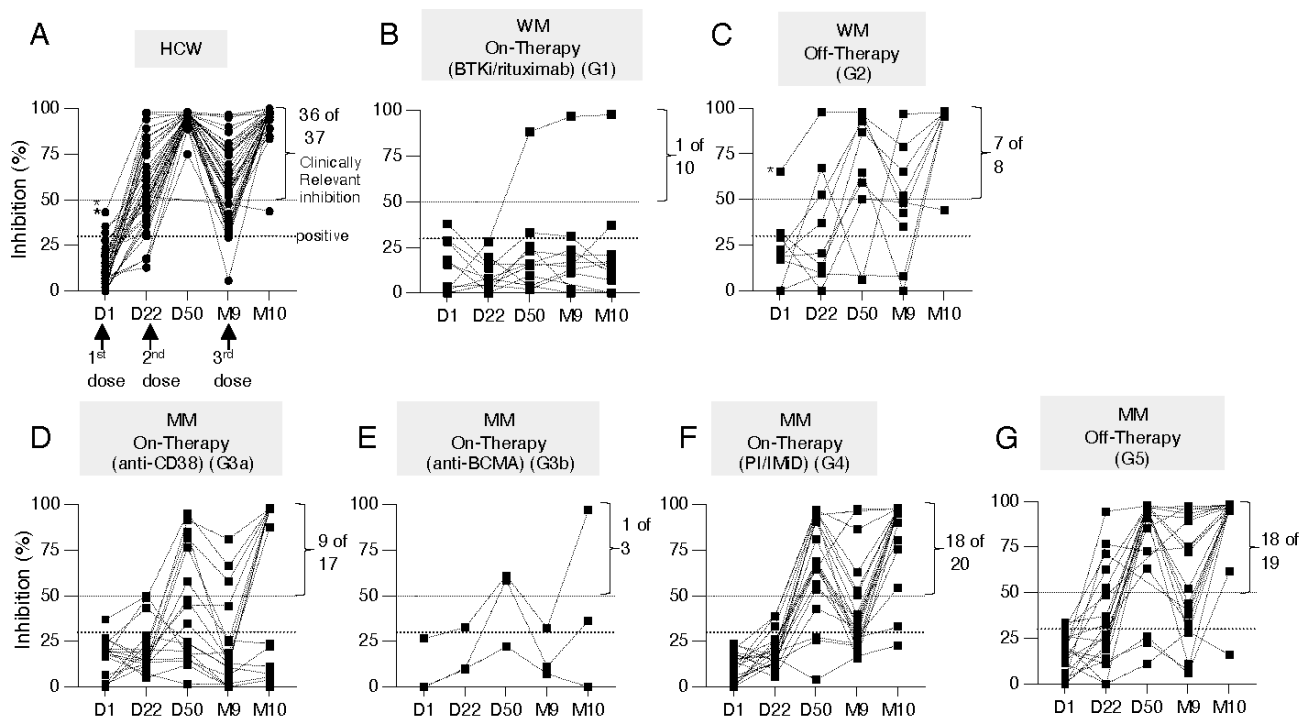 A
HCW
Inhibition (%)
100
75
50
25
0
*
*
36 of
37
Clinically
Relevant
inhibition
positive
D1 D22 D50 M9 M10
1st
dose
2nd
dose
3rd
dose
B
WM
On-Therapy
(BTKi/rituximab) (G1)
100
75
50
25
0
1 of
10
D1 D22 D50 M9 M10
C
WM
Off-Therapy
(G2)
100
75
50
25
0
*
7 of
8
D1 D22 D50 M9 M10
D
MM
On-Therapy
(anti-CD38) (G3a)
Inhibition (%)
100
75
50
25
0
9 of
17
D1 D22 D50 M9 M10
E
MM
On-Therapy
(anti-BCMA) (G3b)
100
75
50
25
0
1 of
3
D1 D22 D50 M9 M10
F
MM
On-Therapy
(PI/IMiD) (G4)
100
75
50
25
0
18 of
20
D1 D22 D50 M9 M10
G
MM
Off-Therapy
(G5)
100
75
50
25
0
18 of
19
D1 D22 D50 M9 M10